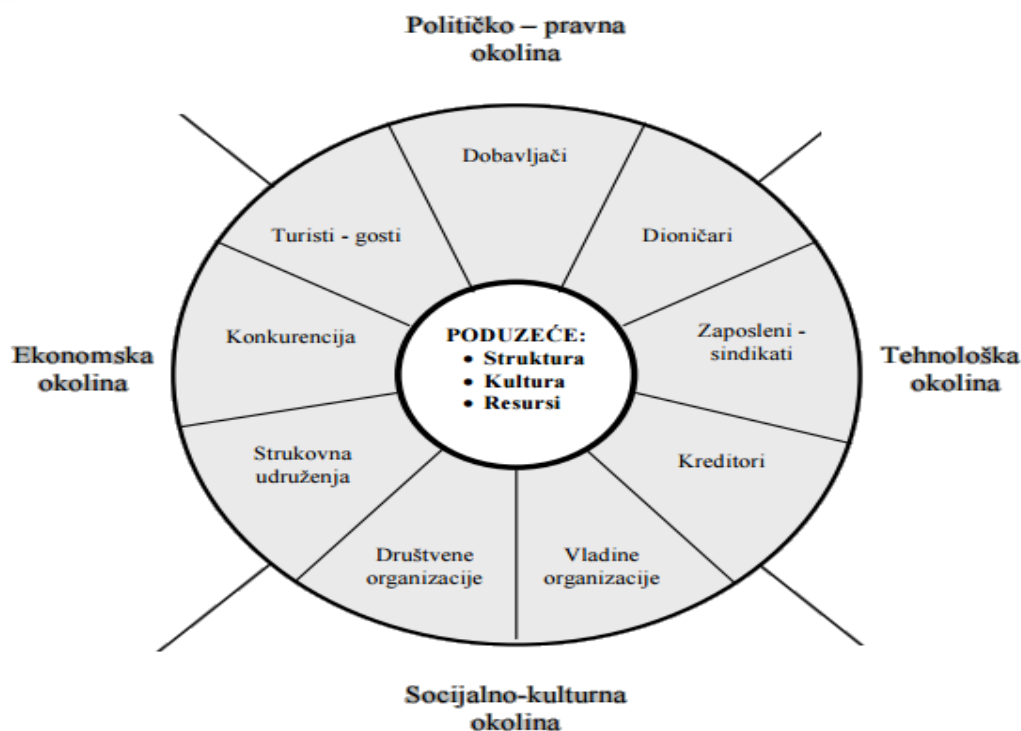 Političko – pravna
okolina
Dobavljači
Turisti - gosti
Dioničari
Konkurencija
PODUZEĆE:
• Struktura
• Kultura
• Resursi
Zaposleni -
sindikati
Ekonomska
okolina
Tehnološka
okolina
Strukovna
udruženja
Kreditori
Društvene
organizacije
Vladine
organizacije
Socijalno-kulturna
okolina